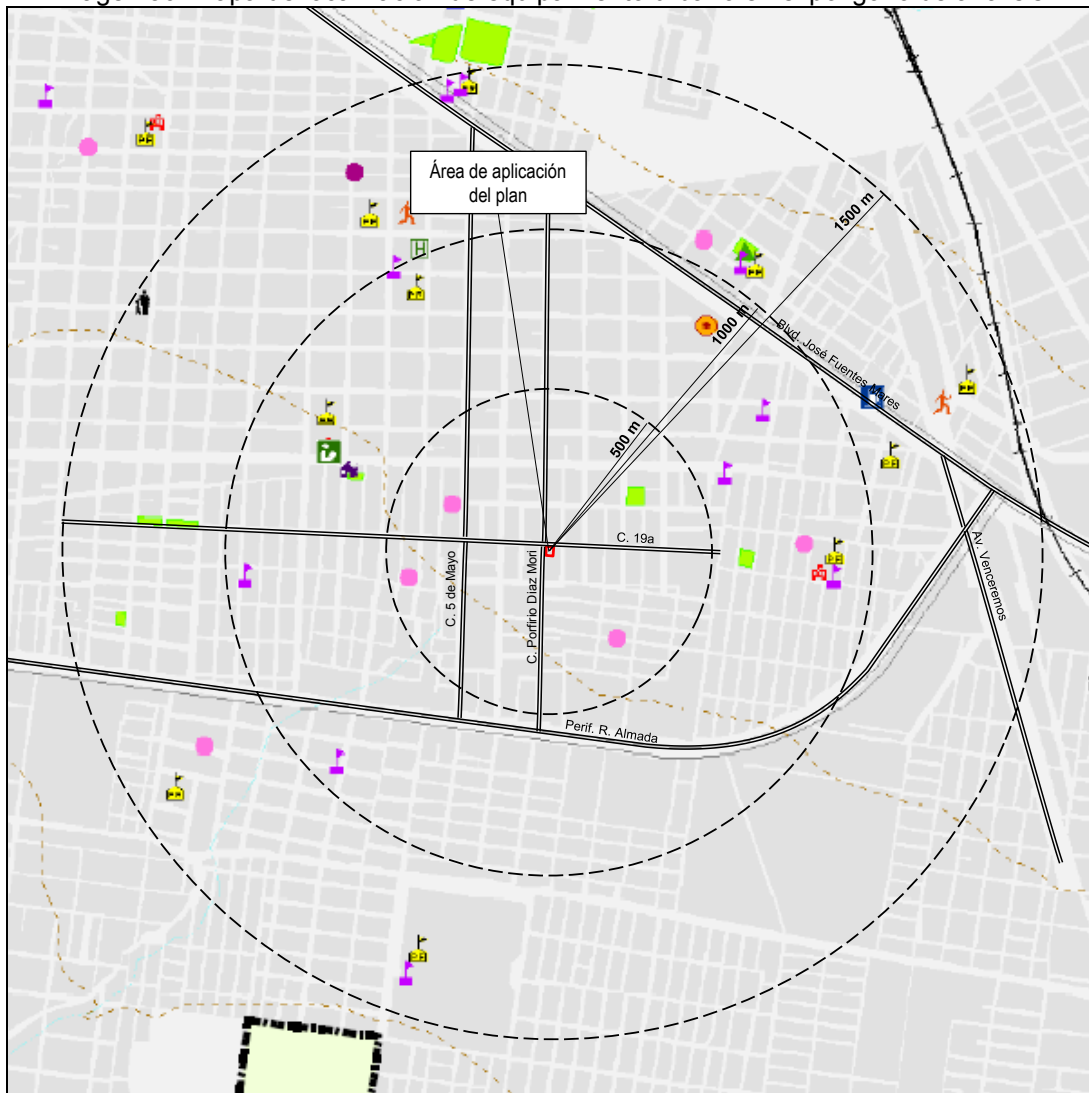 Área de aplicación
del plan
1500 m
1000 m
Blvd. José Fuentes Mares
500 m
C. 19a
C. 5 de Mayo
C. Porfirio Díaz Mori
Av. Venceremos
Perif. R. Almada
H